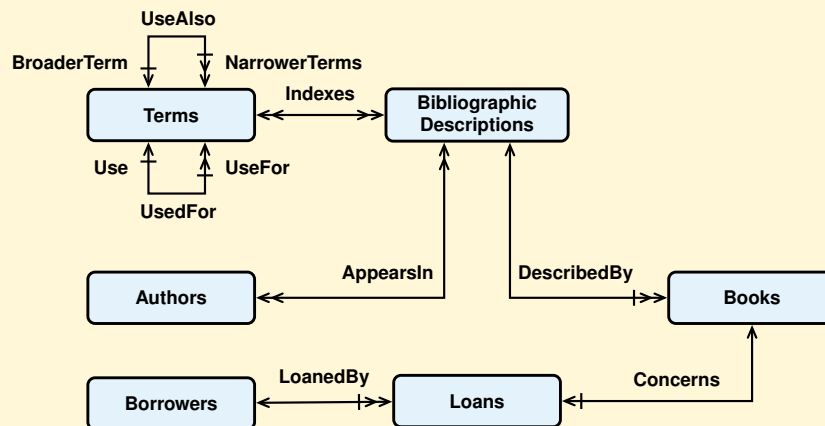 UseAlso
BroaderTerm
NarrowerTerms
Indexes
Terms
Bibliographic
Descriptions
Use
UseFor
UsedFor
AppearsIn
DescribedBy
Authors
Books
LoanedBy
Concerns
Borrowers
Loans